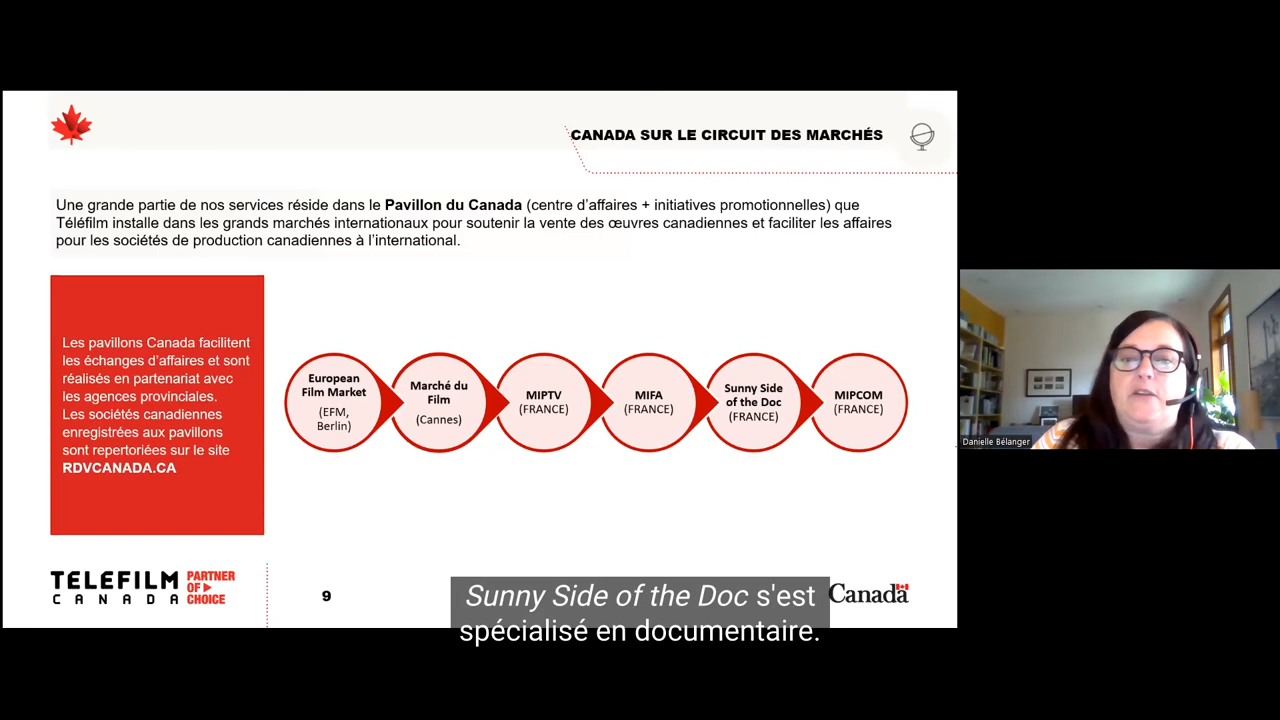 CANADA SUR LE CIRCUIT DES MARCHÉS
Une grande partie de nos services réside dans le Pavillon du Canada (centre d’affaires + initiatives promotionnelles) que
Téléfilm installe dans les grands marchés internationaux pour soutenir la vente des œuvres canadiennes et faciliter les affaires
pour les sociétés de production canadiennes à l’international.
Les pavillons Canada facilitent
les échanges d’affaires et sont
réalisés en partenariat avec
les agences provinciales.
Les sociétés canadiennes
enregistrées aux pavillons
sont repertoriées sur le site
RDVCANADA.CA
European
Film Market
(EFM,
Berlin)
Marché du
Film
(Cannes)
MIPTV
(FRANCE)
MIFA
(FRANCE)
Sunny Side
of the Doc
(FRANCE)
MIPCOM
(FRANCE)
Danielle Bélanger
TELEFILM
CANADA
PARTNER
OF
CHOICE
9
Canada
Sunny Side of the Doc s'est
spécialisé en documentaire.